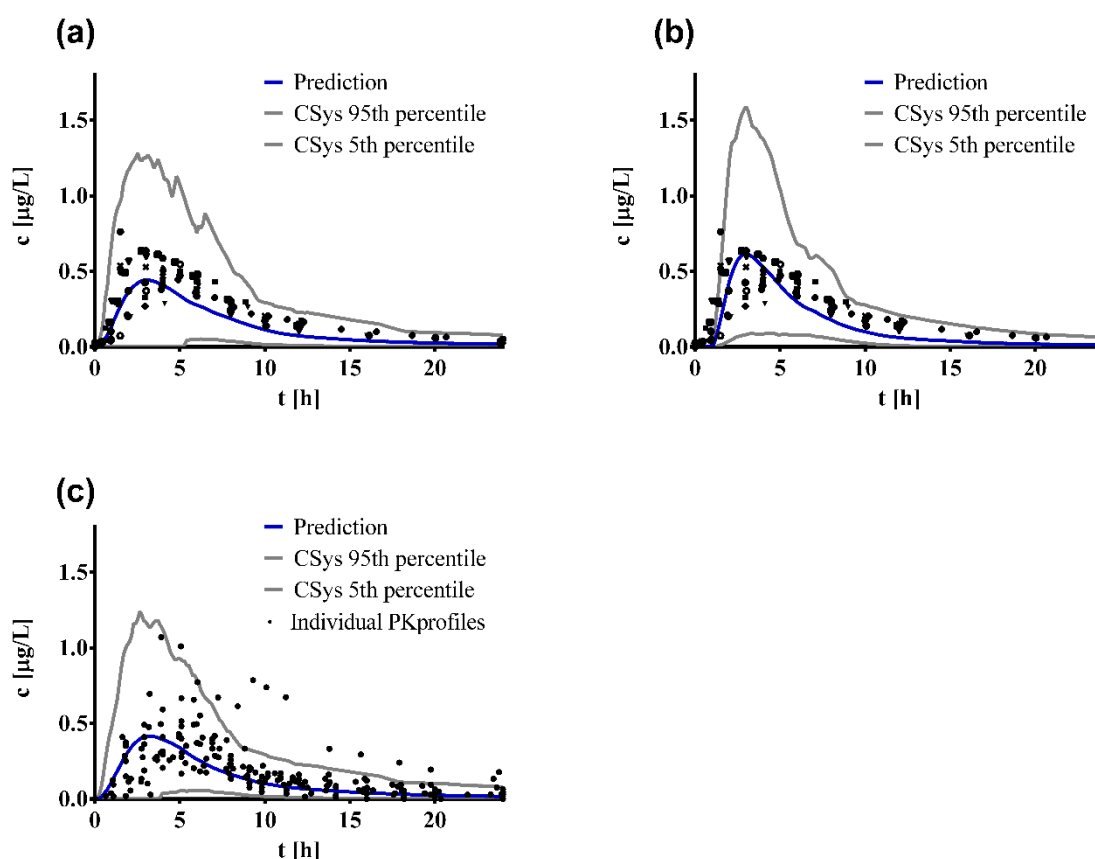 (a)
Prediction
CSys 95th percentile
CSys 5th percentile
c [µg/L]
1.5
1.0
0.5
0.0
0 5 10 15 20
t [h]
(b)
Prediction
CSys 95th percentile
CSys 5th percentile
c [µg/L]
1.5
1.0
0.5
0.0
0 5 10 15 20
t [h]
(c)
Prediction
CSys 95th percentile
CSys 5th percentile
Individual PKprofiles
c [µg/L]
1.5
1.0
0.5
0.0
0 5 10 15 20
t [h]